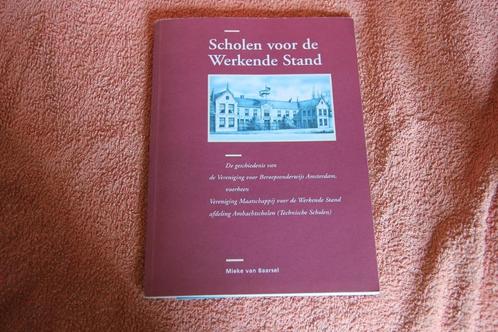 Scholen voor de
Werkende Stand
De geschiedenis van
de Vereniging voor Beroepsonderwijs Amsterdam,
voorheen
Vereniging Maatschappij voor de Werkende Stand
afdeling Ambachtscholen (Technische Scholen)
Mieke van Baarsel